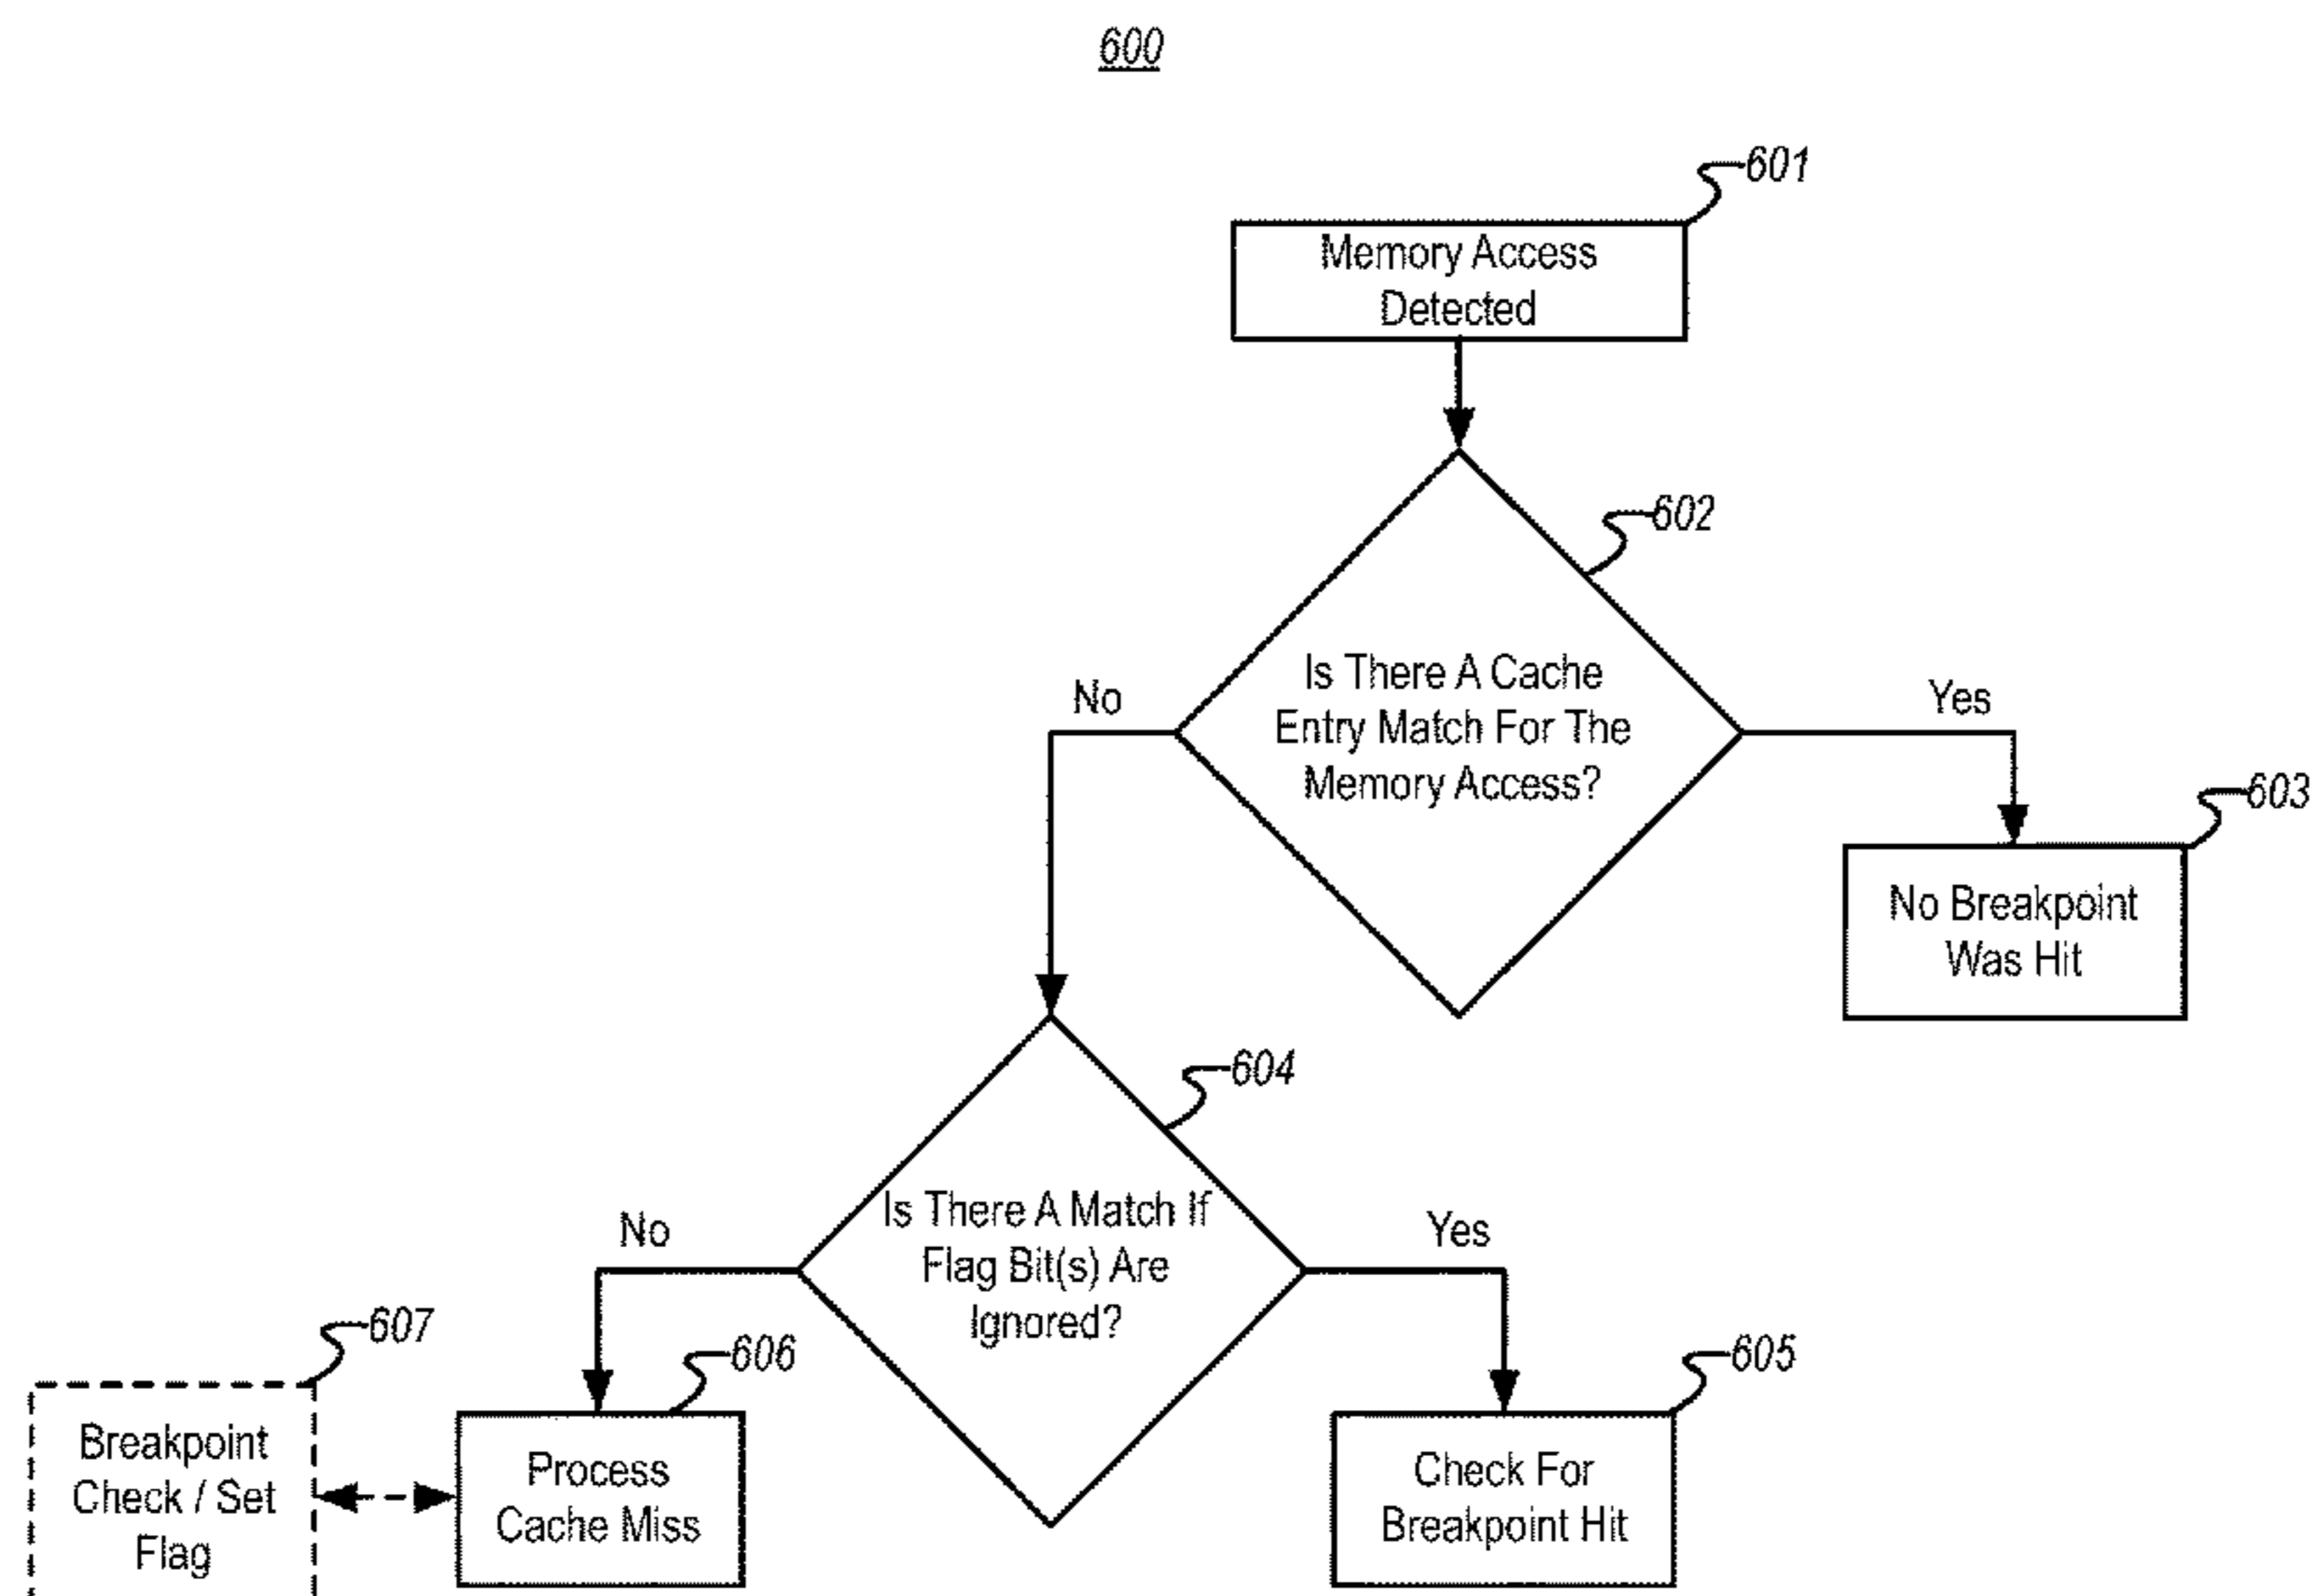 600
601
Memory Access
Detected
602
Is There A Cache
Entry Match For The
Memory Access?
No
Yes
603
No Breakpoint
Was Hit
604
Is There A Match If
Flag Bit(s) Are
Ignored?
No
Yes
607
606
605
Breakpoint
Check / Set
Flag
Process
Cache Miss
Check For
Breakpoint Hit